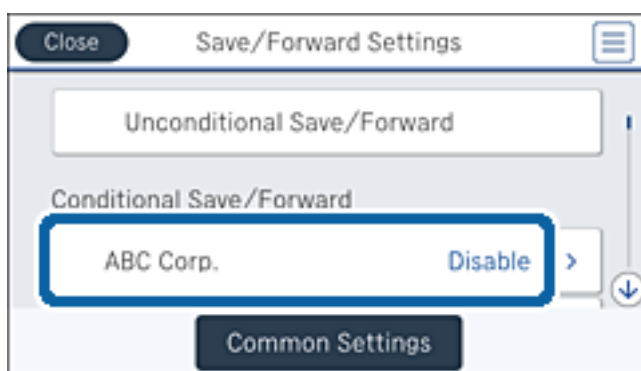 Close Save/Forward Settings
Unconditional Save/Forward
Conditional Save/Forward
ABC Corp. Disable >
Common Settings